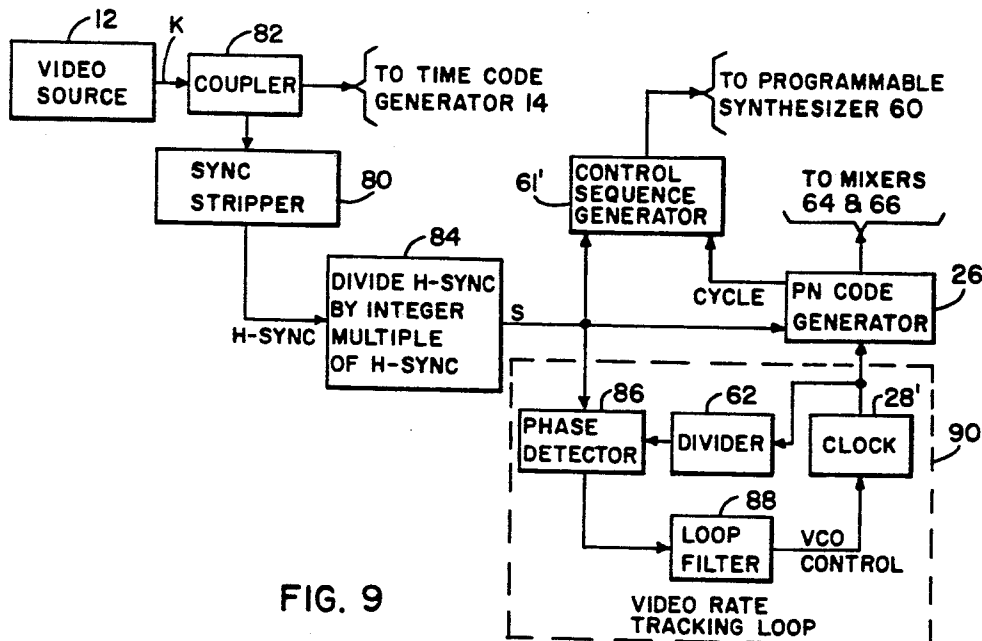 12
K
82
VIDEO
SOURCE
COUPLER
TO TIME CODE
GENERATOR 14
TO PROGRAMMABLE
SYNTHESIZER 60
SYNC
STRIPPER
80
61'
CONTROL
SEQUENCE
GENERATOR
TO MIXERS
64 & 66
84
DIVIDE H-SYNC
BY INTEGER
MULTIPLE
OF H-SYNC
H-SYNC
S
CYCLE
PN CODE
GENERATOR
26
86
62
28'
90
PHASE
DETECTOR
DIVIDER
CLOCK
88
LOOP
FILTER
VCO
CONTROL
FIG. 9
VIDEO RATE
TRACKING LOOP